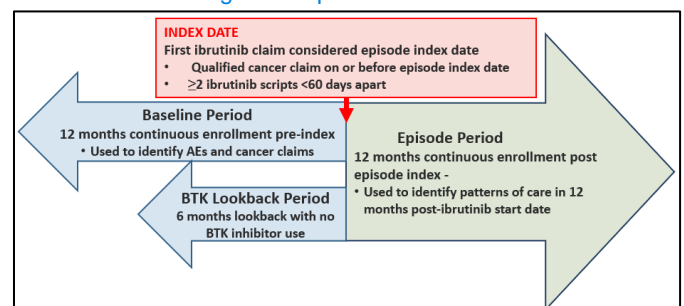 INDEX DATE
First ibrutinib claim considered episode index date
• Qualified cancer claim on or before episode index date
• ≥2 ibrutinib scripts <60 days apart
Baseline Period
12 months continuous enrollment pre-index
• Used to identify AEs and cancer claims
BTK Lookback Period
6 months lookback with no
BTK inhibitor use
Episode Period
12 months continuous enrollment post
episode index -
• Used to identify patterns of care in 12
months post-ibrutinib start date